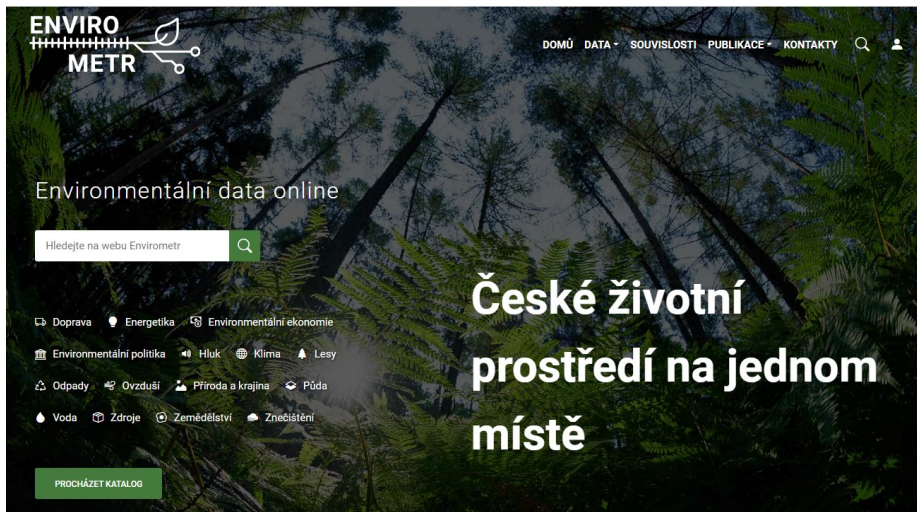 ENVIRO
METR
DOMŮ DATA SOUVISLOSTI PUBLIKACE KONTAKTY
Environmentální data online
Hledejte na webu Envirometr
Doprava Energetika Environmentální ekonomie
Environmentální politika Hluk Klima Lesy
Odpady Ovzduší Příroda a krajina Půda
Voda Zdroje Zemědělství Znečištění
PROCHÁZET KATALOG
České životní
prostředí na jednom
místě